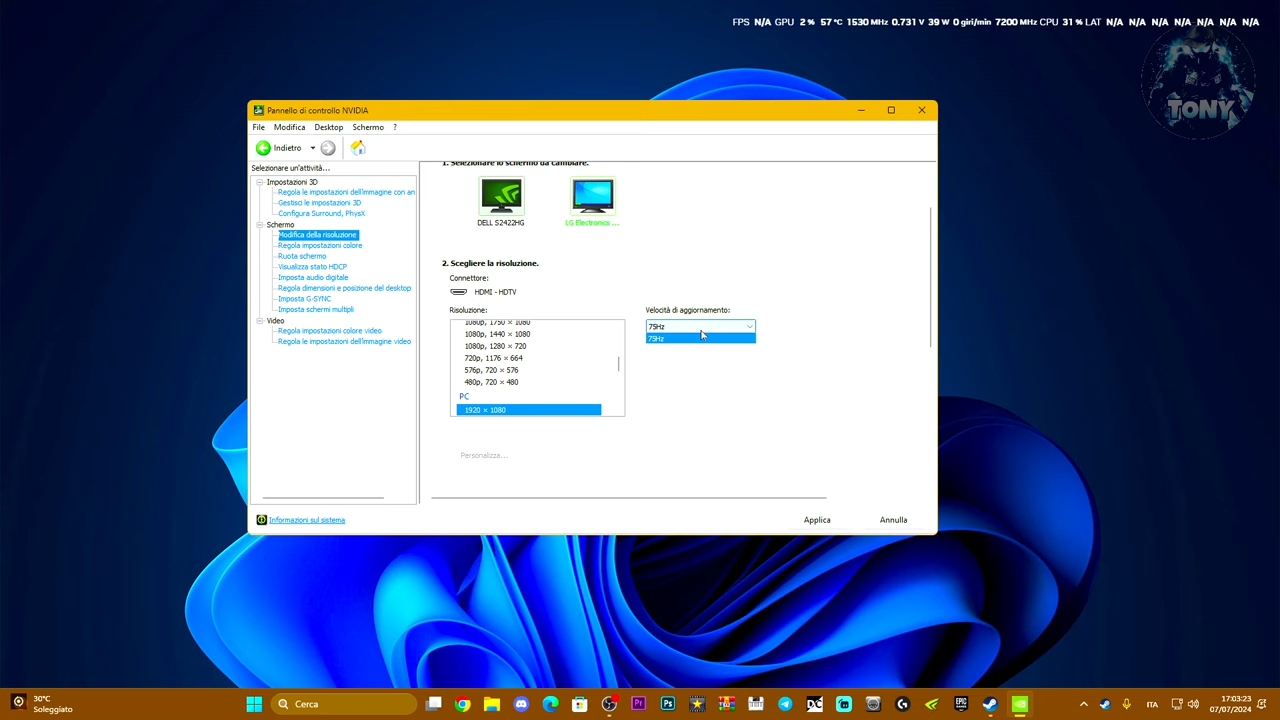 FPS N/A GPU 2 % 57 °C 1530 MHz 0.731 V 39 W 0 giri/min 7200 MHz CPU 31 % LAT N/A N/A N/A N/A N/A N/A N/A
TONY
Pannello di controllo NVIDIA
File Modifica Desktop Schermo ?
Indietro
Selezionare un'attività...
Impostazioni 3D
Regola le impostazioni dell'immagine con an
Gestisci le impostazioni 3D
Configura Surround, PhysX
Schermo
Modifica della risoluzione
Regola impostazioni colore
Ruota schermo
Visualizza stato HDCP
Imposta audio digitale
Regola dimensioni e posizione del desktop
Imposta G-SYNC
Imposta schermi multipli
Video
Regola impostazioni colore video
Regola le impostazioni dell'immagine video
Informazioni sul sistema
1. Selezionare lo schermo da cambiare.
DELL S2422HG
LG Electronics ...
2. Scegliere la risoluzione.
Connettore:
HDMI - HDTV
Risoluzione:
1080p, 1750 × 1080
1080p, 1440 × 1080
1080p, 1280 × 720
720p, 1176 × 664
576p, 720 × 576
480p, 720 × 480
PC
1920 × 1080
Velocità di aggiornamento:
75Hz
75Hz
Personalizza...
Applica
Annulla
30°C
Soleggiato
Cerca
ITA
17:03:23
07/07/2024